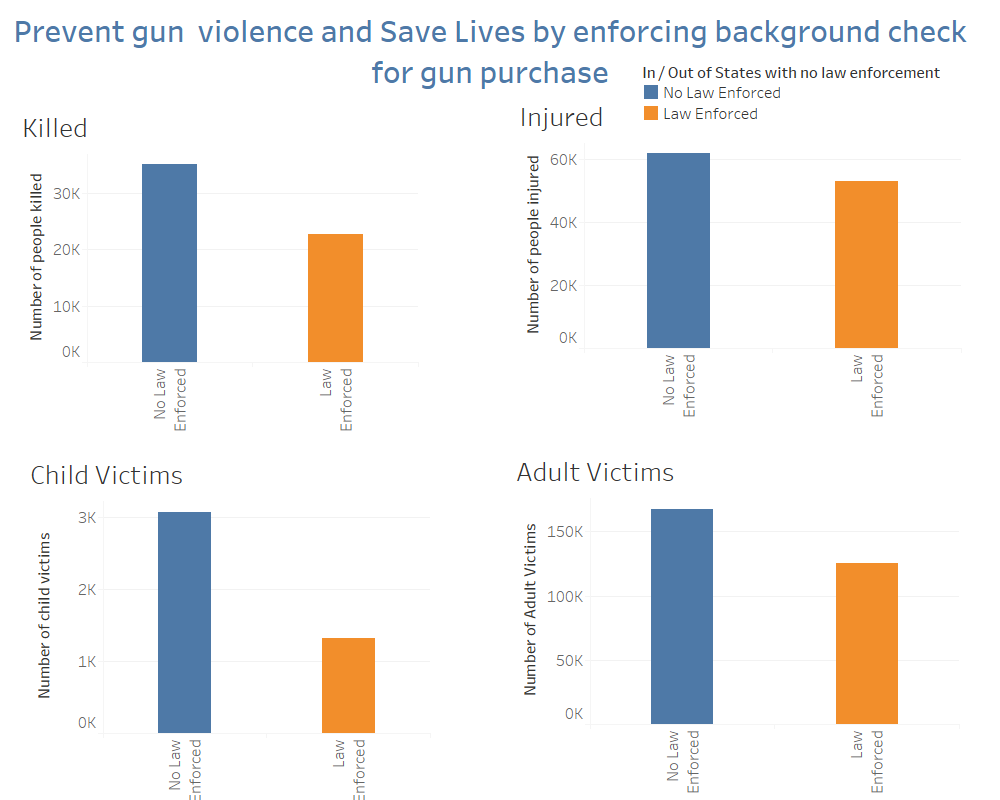 Prevent gun  violence and Save Lives by enforcing background check
for gun purchase
In / Out of States with no law enforcement
No Law Enforced
Law Enforced
Killed
Number of people killed
30K
20K
10K
0K
No Law
Enforced
Law
Enforced
Injured
Number of people injured
60K
40K
20K
0K
No Law
Enforced
Law
Enforced
Child Victims
Number of child victims
3K
2K
1K
0K
No Law
Enforced
Law
Enforced
Adult Victims
Number of Adult Victims
150K
100K
50K
0K
No Law
Enforced
Law
Enforced